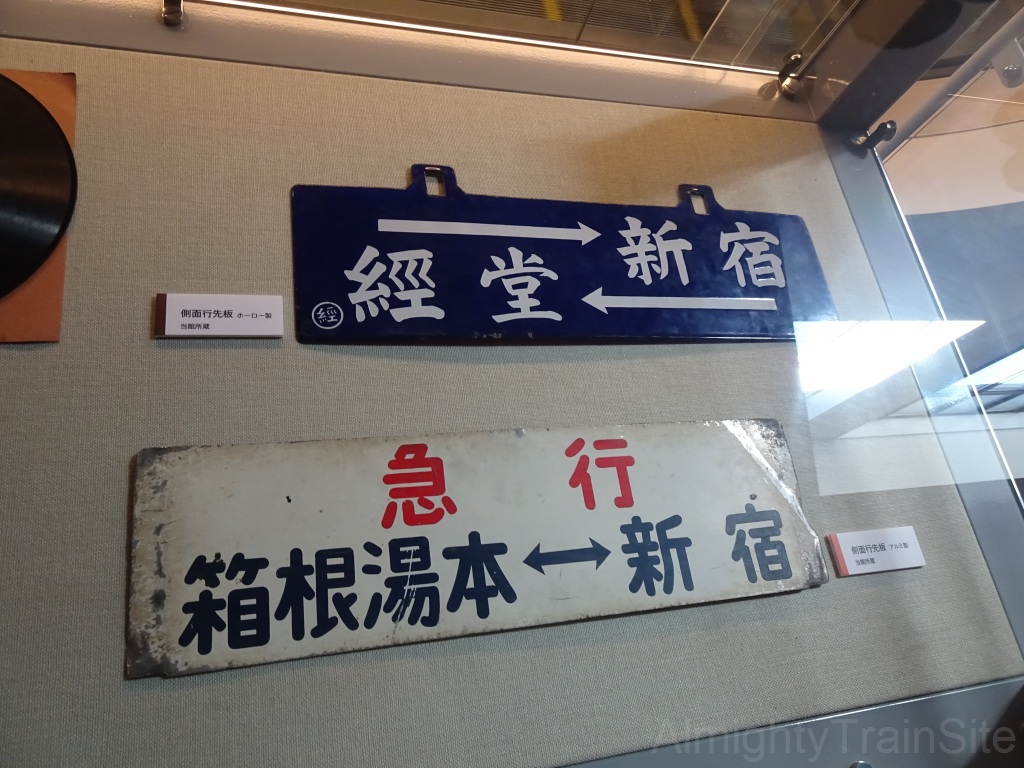 經堂 新宿
經
側面行先板 ホーロー製
当館所蔵
急行
箱根湯本↔新宿
側面行先板 アルミ製
当館所蔵
AlmightyTrainSite